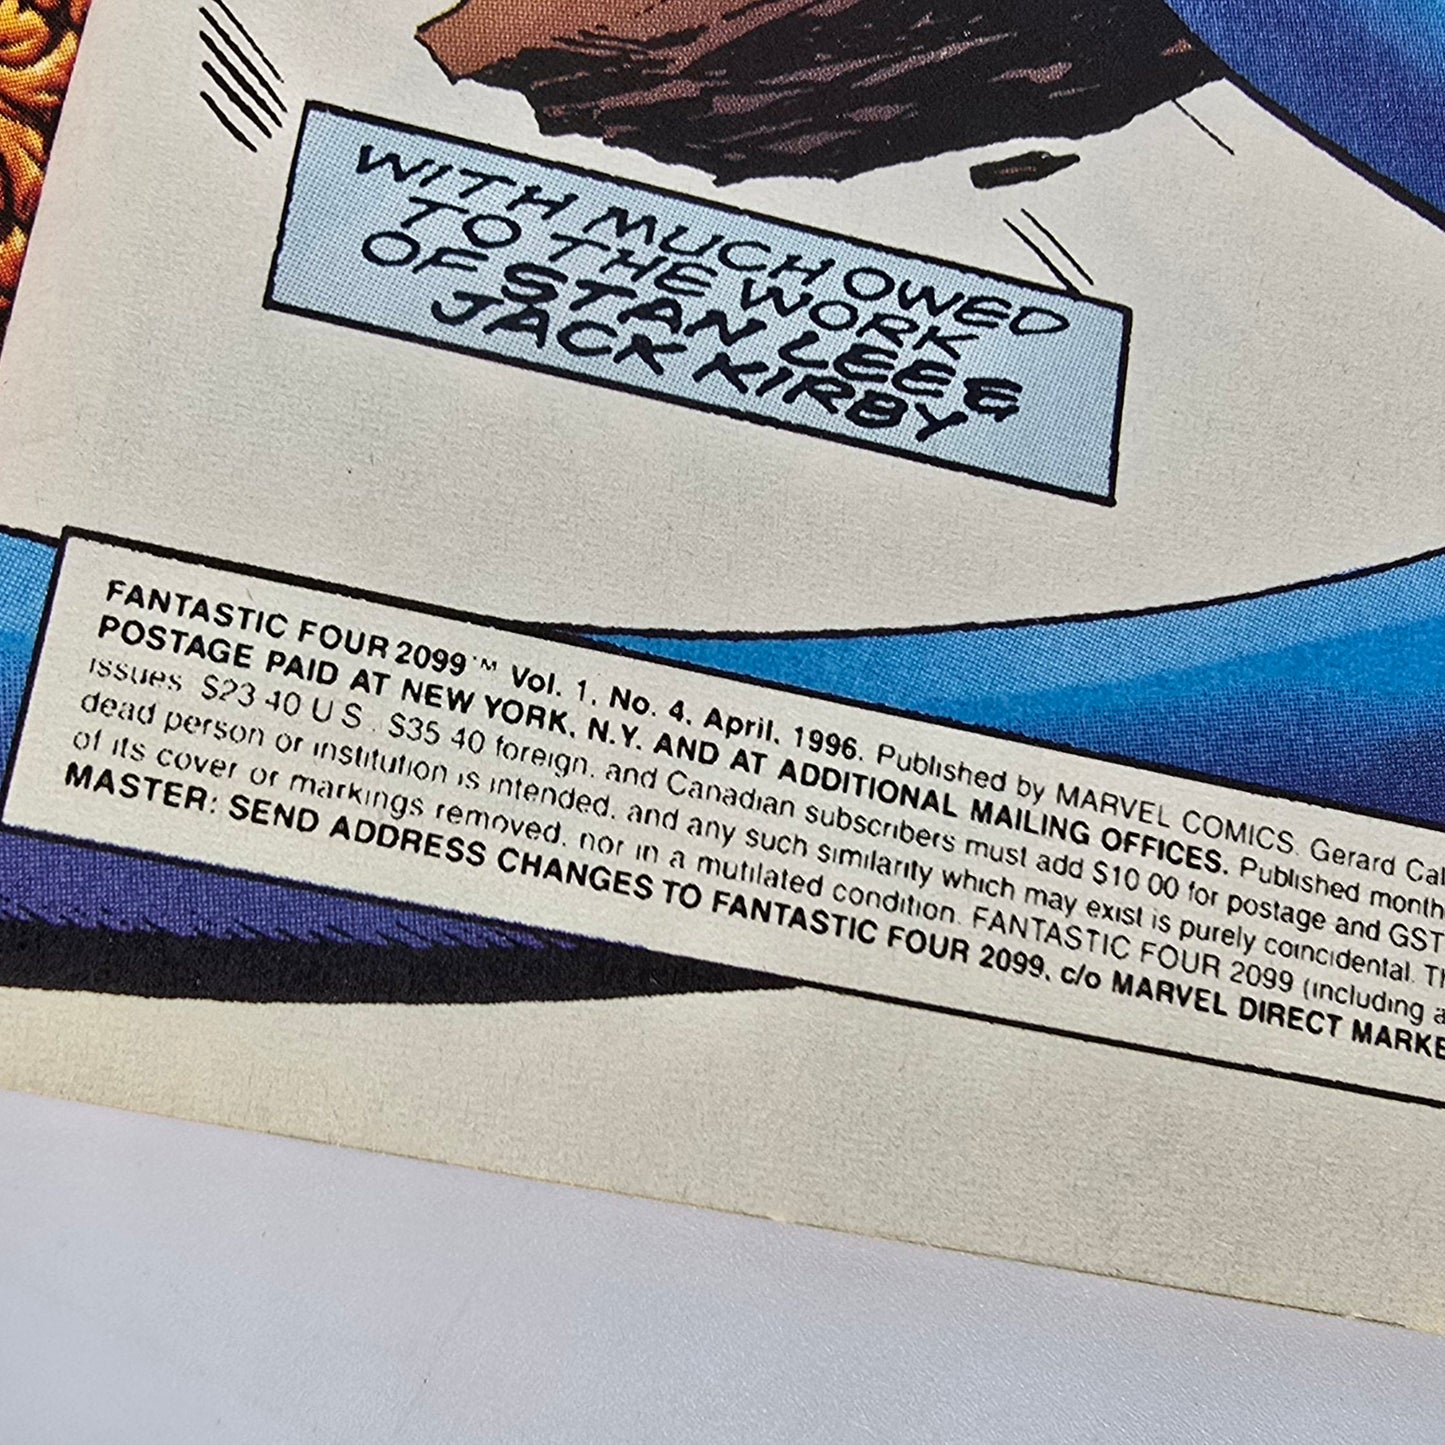 WITH MUCH OWED
TO THE WORK
OF STAN LEE &
JACK KIRBY
FANTASTIC FOUR 2099™ Vol. 1, No. 4, April, 1996. Published by MARVEL COMICS. Gerard Cal
POSTAGE PAID AT NEW YORK, N.Y. AND AT ADDITIONAL MAILING OFFICES. Published month
issues. $23.40 U.S., $35.40 foreign, and Canadian subscribers must add $10.00 for postage and GST
dead person or institution is intended, and any such similarity which may exist is purely coincidental. Th
of its cover or markings removed, nor in a mutilated condition. FANTASTIC FOUR 2099 (including a
MASTER: SEND ADDRESS CHANGES TO FANTASTIC FOUR 2099, c/o MARVEL DIRECT MARKE